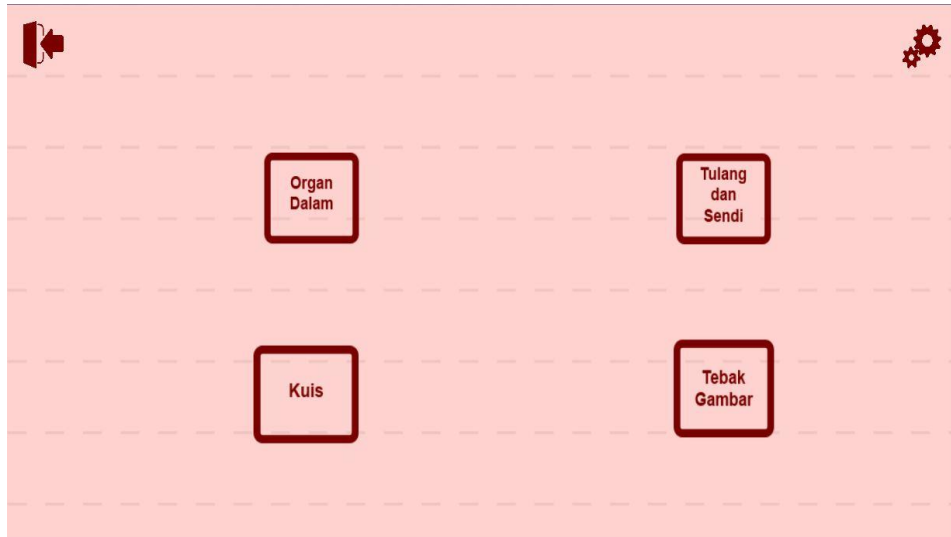 Organ
Dalam
Tulang
dan
Sendi
Kuis
Tebak
Gambar